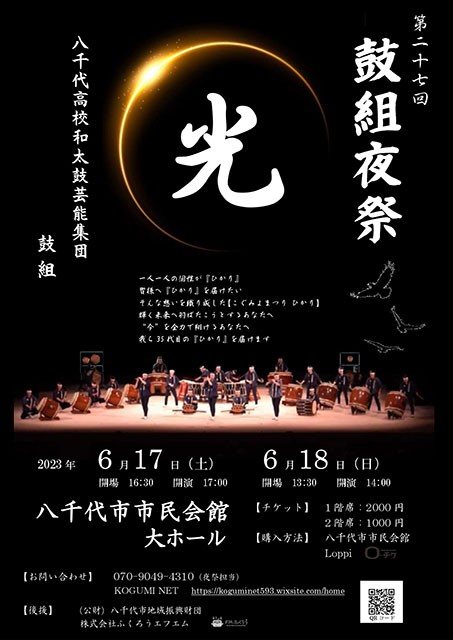 第二十七回
鼓組夜祭
光
八千代高校和太鼓芸能集団
鼓組
一人一人の個性が『ひかり』
皆様へ『ひかり』を届けたい
そんな想いを織り成した【こぐみよまつり ひかり】
輝く未来へ羽ばたこうとするあなたへ
“今”を全力で翔けるあなたへ
我ら35代目の『ひかり』を届けます
2023年 6月17日（土） 6月18日（日）
開場 16:30 開演 17:00 開場 13:30 開演 14:00
八千代市市民会館
大ホール
【チケット】 1階席：2000円
2階席：1000円
【購入方法】 八千代市市民会館
Loppi ローチケ
【お問い合わせ】 070-9049-4310（夜祭担当）
KOGUMI NET https://koguminet593.wixsite.com/home
【後援】 （公財）八千代市地域振興財団
株式会社ふくろうエフエム
QRコード